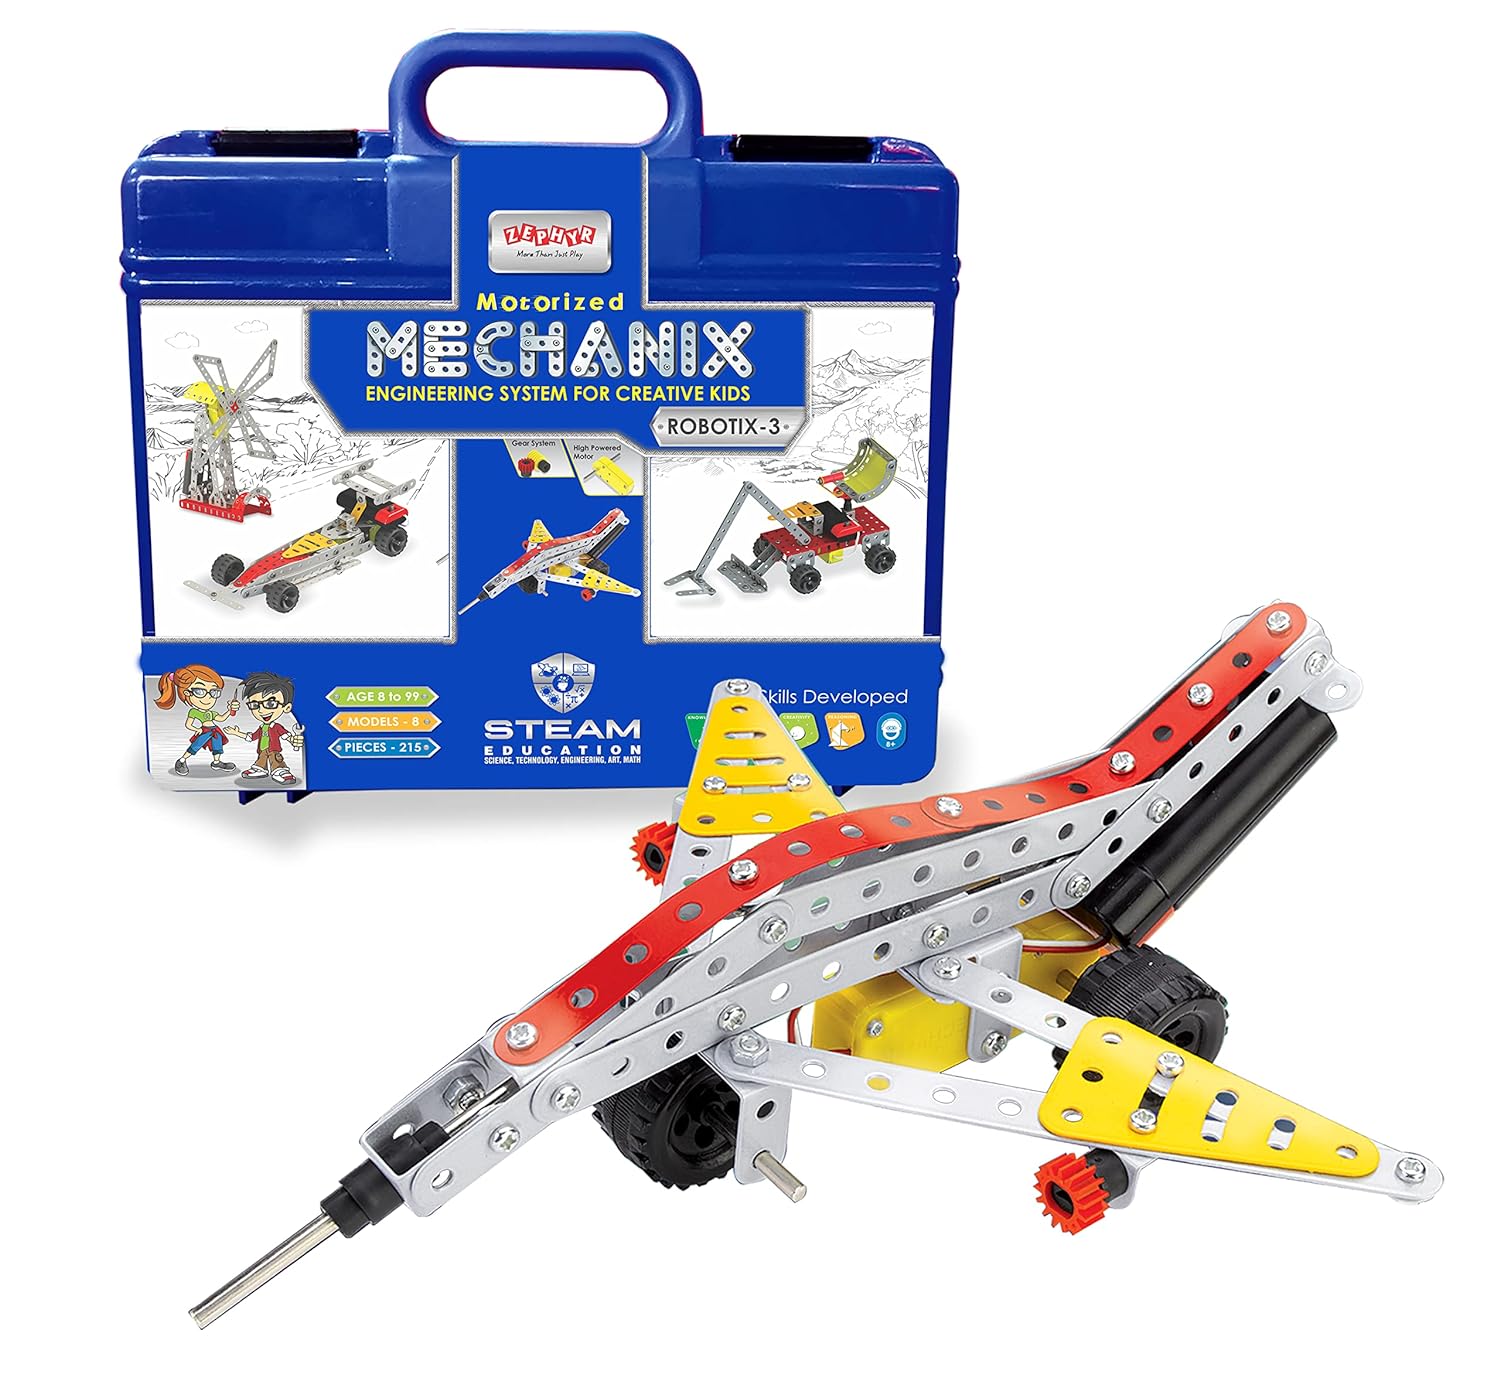 ZEPHYR
More Than Just Play
Motorized
MECHANIX
ENGINEERING SYSTEM FOR CREATIVE KIDS
ROBOTIX-3
Gear System
High Powered
Motor
AGE 8 to 99
MODELS - 8
PIECES - 215
STEAM
EDUCATION
SCIENCE, TECHNOLOGY, ENGINEERING, ART, MATH
Skills Developed
CREATIVITY
REASONING
8+